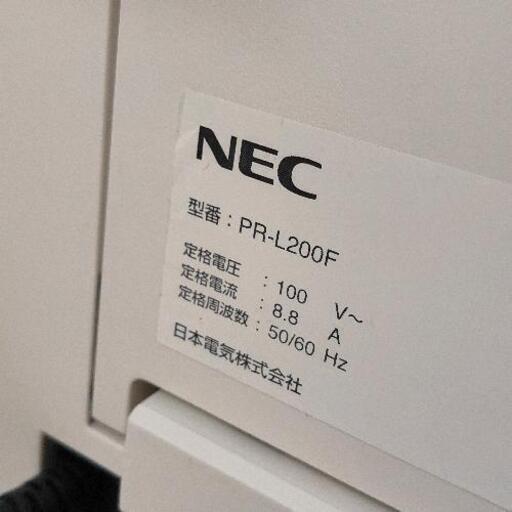 NEC
型番：PR-L200F
定格電圧 : 100 V～
定格電流 : 8.8 A
定格周波数 : 50/60 Hz
日本電気株式会社